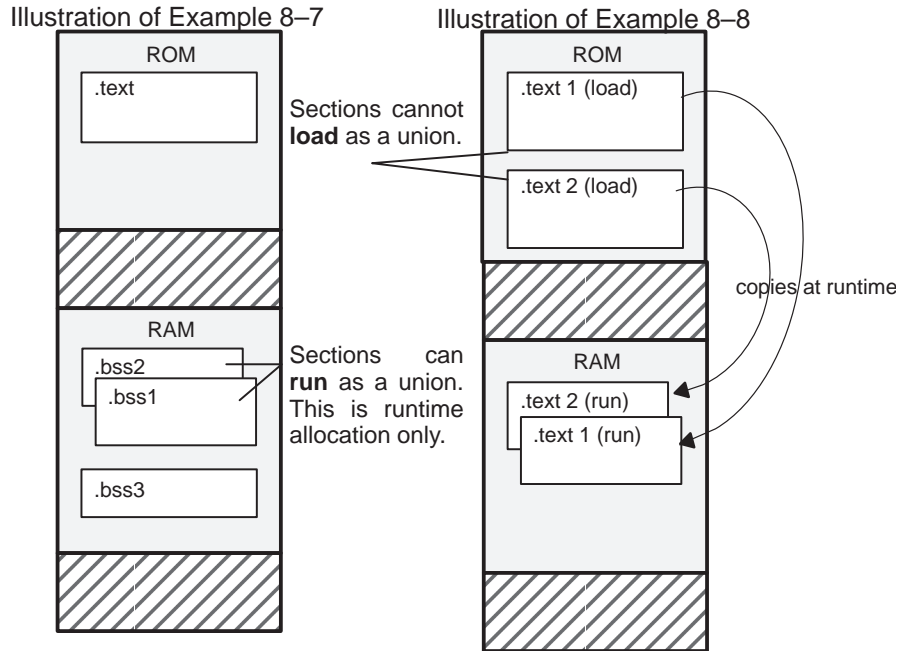 Illustration of Example 8–7
ROM
.text
RAM
.bss2
.bss1
.bss3
Sections cannot
load as a union.
Sections can
run as a union.
This is runtime
allocation only.
Illustration of Example 8–8
ROM
.text 1 (load)
.text 2 (load)
copies at runtime
RAM
.text 2 (run)
.text 1 (run)